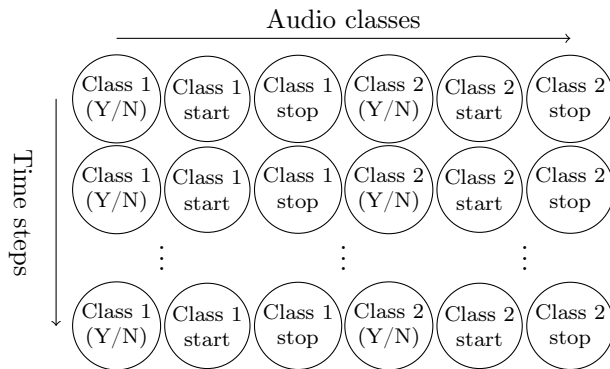 Audio classes
Time steps
Class 1 Class 1 Class 1 Class 2 Class 2 Class 2
(Y/N) start stop (Y/N) start stop
Class 1 Class 1 Class 1 Class 2 Class 2 Class 2
(Y/N) start stop (Y/N) start stop
⋮ ⋮ ⋮
Class 1 Class 1 Class 1 Class 2 Class 2 Class 2
(Y/N) start stop (Y/N) start stop